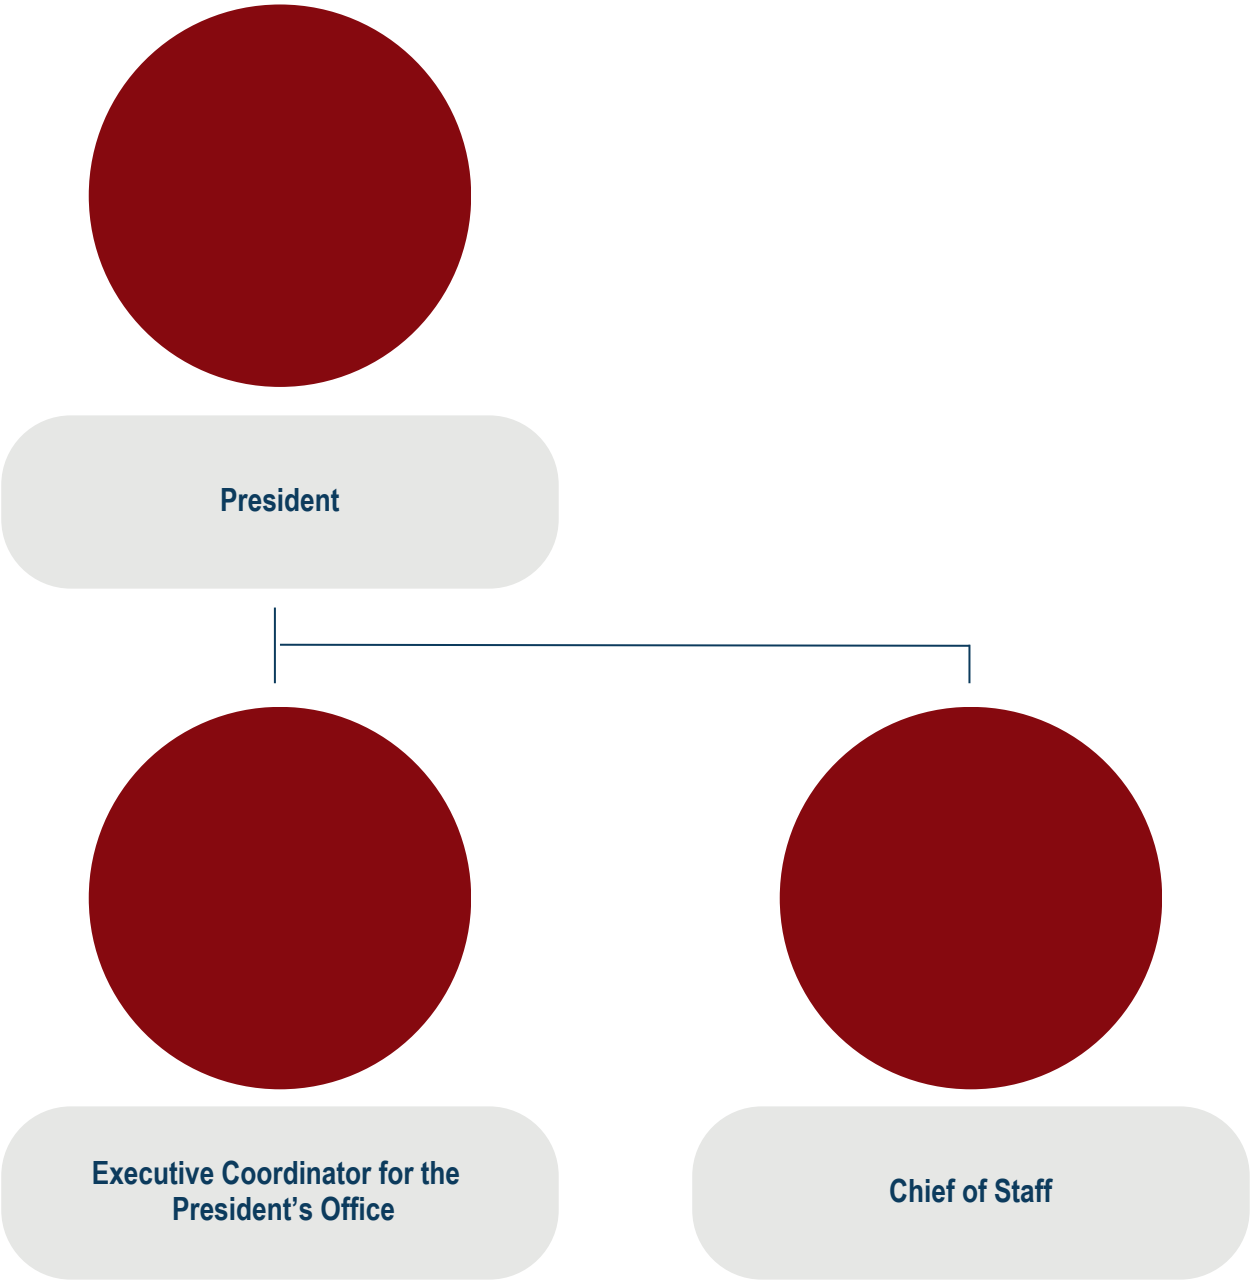 President
Executive Coordinator for the
President’s Office
Chief of Staff